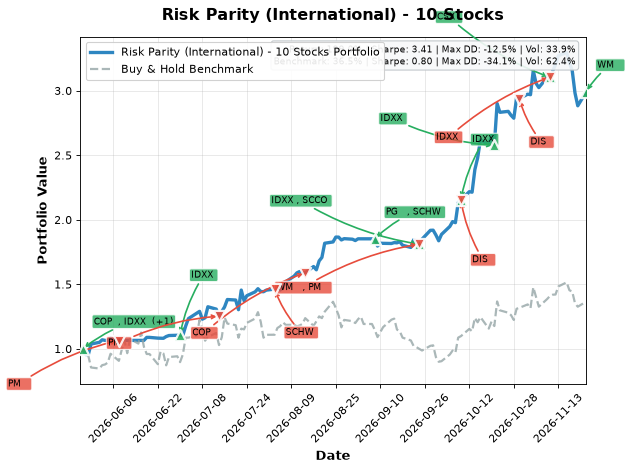 Risk Parity (International) - 10 Stocks
Risk Parity (International) - 10 Stocks Portfolio
Buy & Hold Benchmark
Sharpe: 3.41 | Max DD: -12.5% | Vol: 33.9%
Sharpe: 0.80 | Max DD: -34.1% | Vol: 62.4%
WM
IDXX
IDXX
IDXX
DIS
IDXX , SCCO
PG , SCHW
DIS
IDXX
WM , PM
COP , IDXX (+1)
COP
SCHW
PM
PM
Portfolio Value
3.0
2.5
2.0
1.5
1.0
2026-06-06
2026-06-22
2026-07-08
2026-07-24
2026-08-09
2026-08-25
2026-09-10
2026-09-26
2026-10-12
2026-10-28
2026-11-13
Date